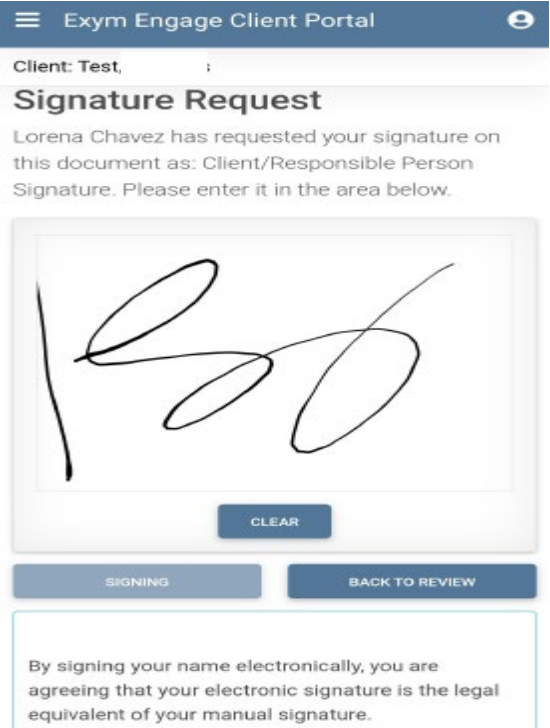 Exym Engage Client Portal
Client: Test,
Signature Request
Lorena Chavez has requested your signature on
this document as: Client/Responsible Person
Signature. Please enter it in the area below.
CLEAR
SIGNING
BACK TO REVIEW
By signing your name electronically, you are
agreeing that your electronic signature is the legal
equivalent of your manual signature.